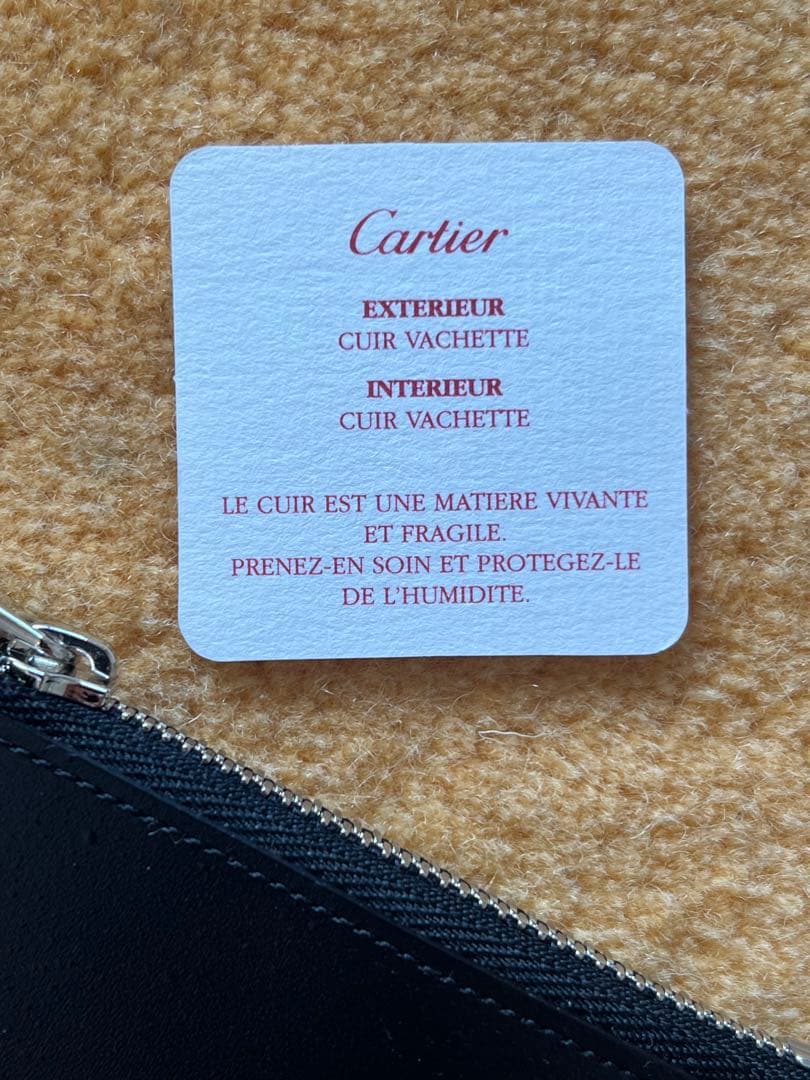 Cartier
EXTERIEUR
CUIR VACHETTE
INTERIEUR
CUIR VACHETTE
LE CUIR EST UNE MATIERE VIVANTE
ET FRAGILE.
PRENEZ-EN SOIN ET PROTEGEZ-LE
DE L'HUMIDITE.